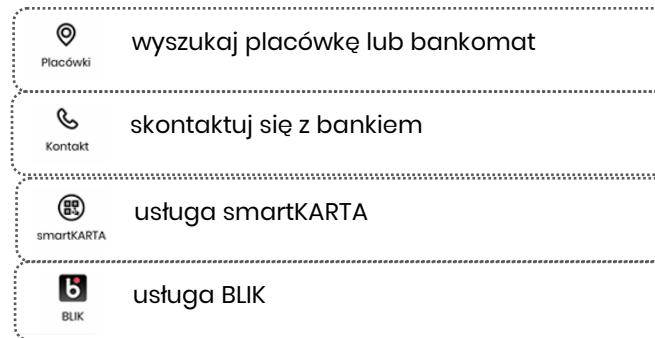 wyszukaj placówkę lub bankomat
Placówki
skontaktuj się z bankiem
Kontakt
usługa smartKARTA
smartKARTA
usługa BLIK
BLIK